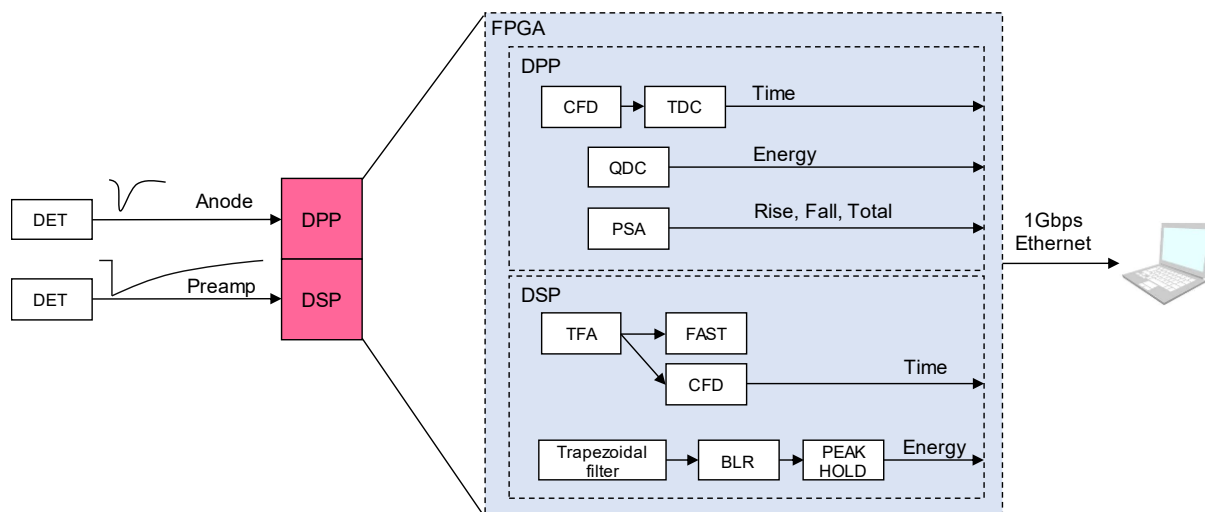 FPGA
DPP
CFD
TDC
Time
QDC
Energy
PSA
Rise, Fall, Total
DET
Anode
DPP
DET
Preamp
DSP
1Gbps
Ethernet
DSP
TFA
FAST
CFD
Time
Trapezoidal
filter
BLR
PEAK
HOLD
Energy